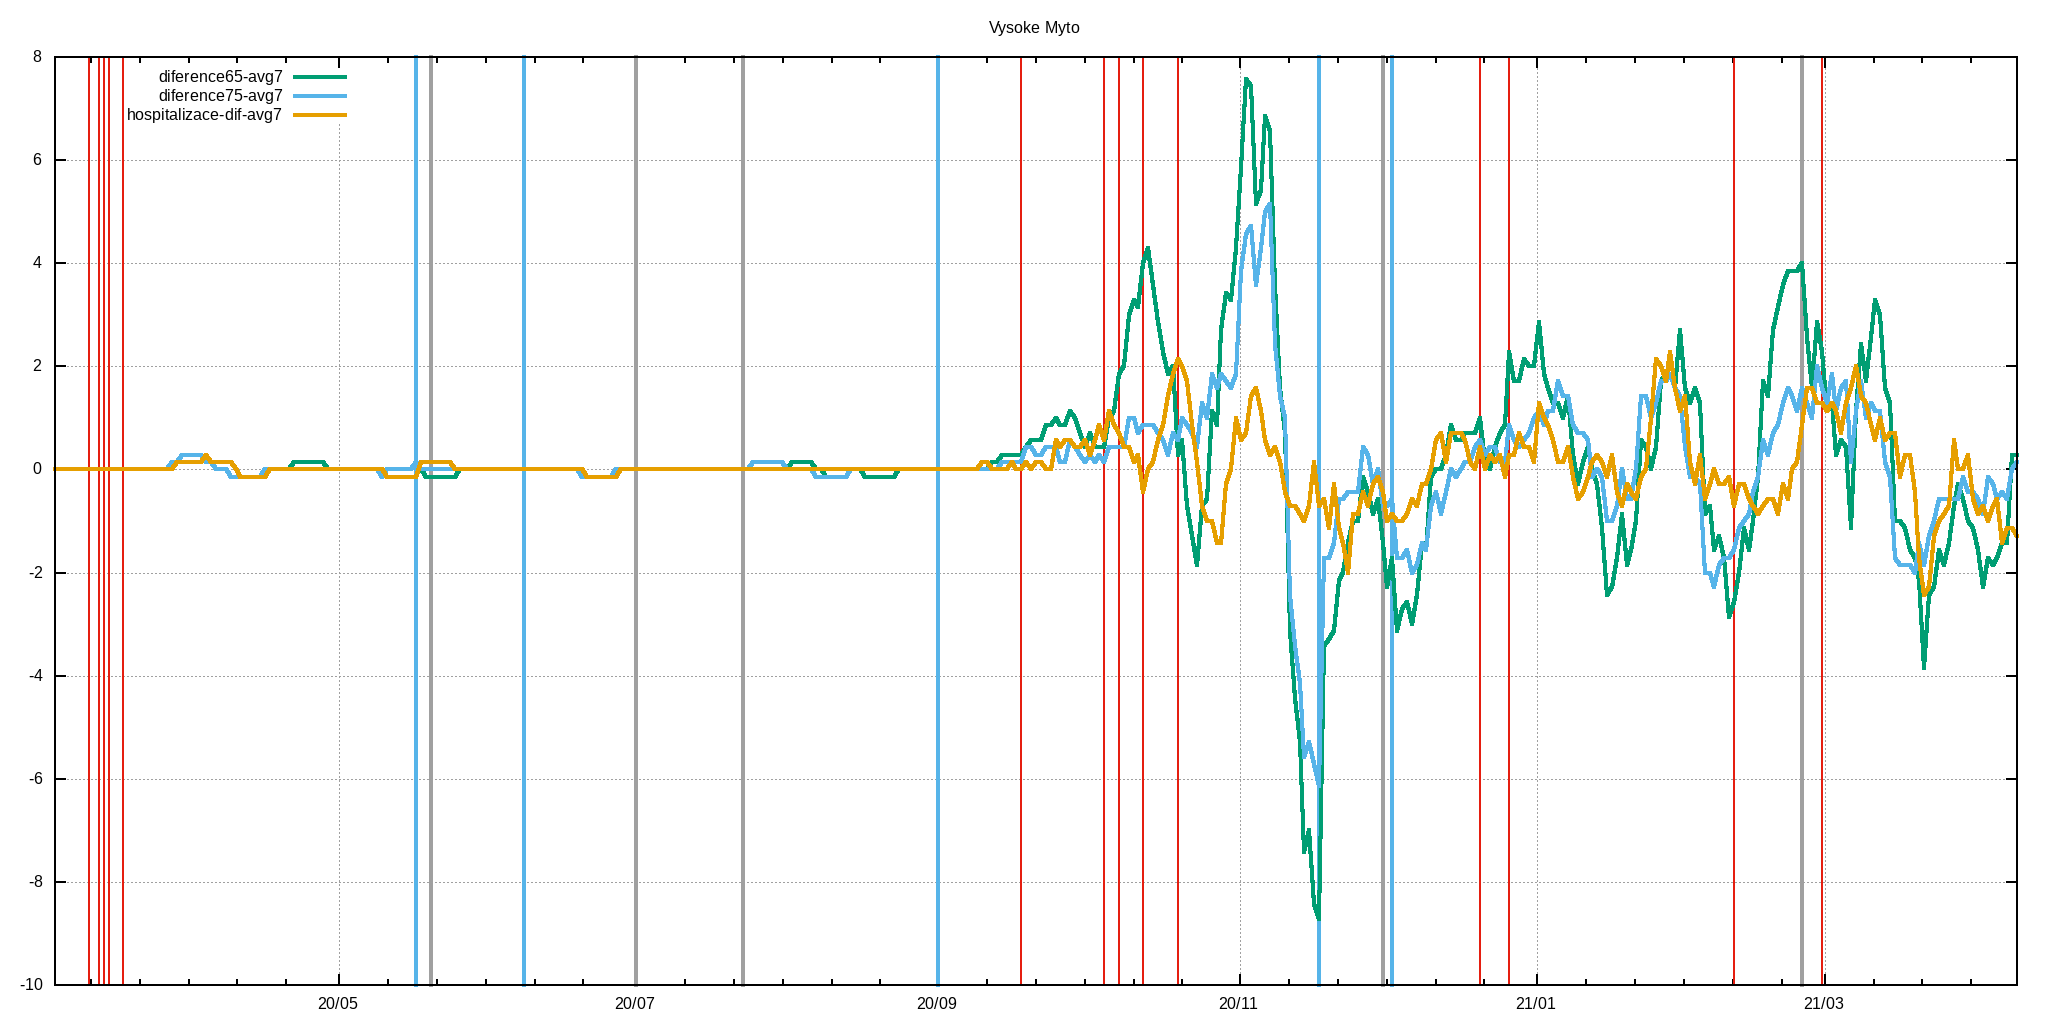 Vysoke Myto
8
diference65-avg7
diference75-avg7
hospitalizace-dif-avg7
6
4
2
0
-2
-4
-6
-8
-10
20/05 20/07 20/09 20/11 21/01 21/03